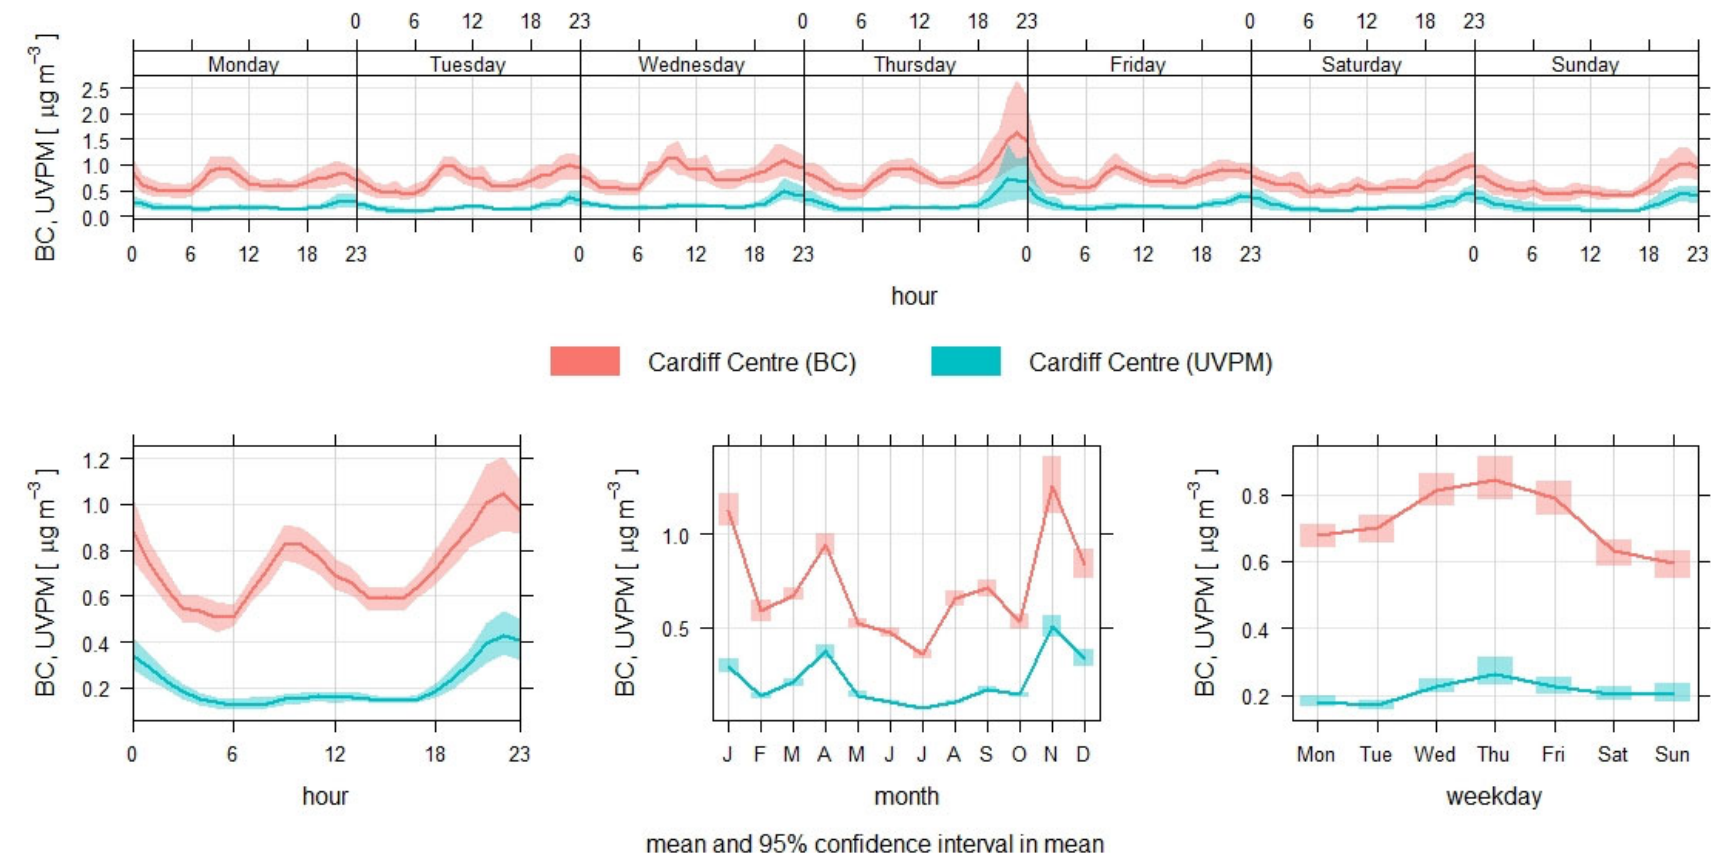 0 6 12 18 23 0 6 12 18 23 0 6 12 18 23
Monday Tuesday Wednesday Thursday Friday Saturday Sunday
BC, UVPM [ µg m⁻³ ]
2.5
2.0
1.5
1.0
0.5
0.0
0 6 12 18 23 0 6 12 18 23 0 6 12 18 23 0 6 12 18 23
hour
Cardiff Centre (BC) Cardiff Centre (UVPM)
BC, UVPM [ µg m⁻³ ]
1.2
1.0
0.8
0.6
0.4
0.2
0 6 12 18 23
hour
BC, UVPM [ µg m⁻³ ]
1.0
0.5
J F M A M J J A S O N D
month
BC, UVPM [ µg m⁻³ ]
0.8
0.6
0.4
0.2
Mon Tue Wed Thu Fri Sat Sun
weekday
mean and 95% confidence interval in mean